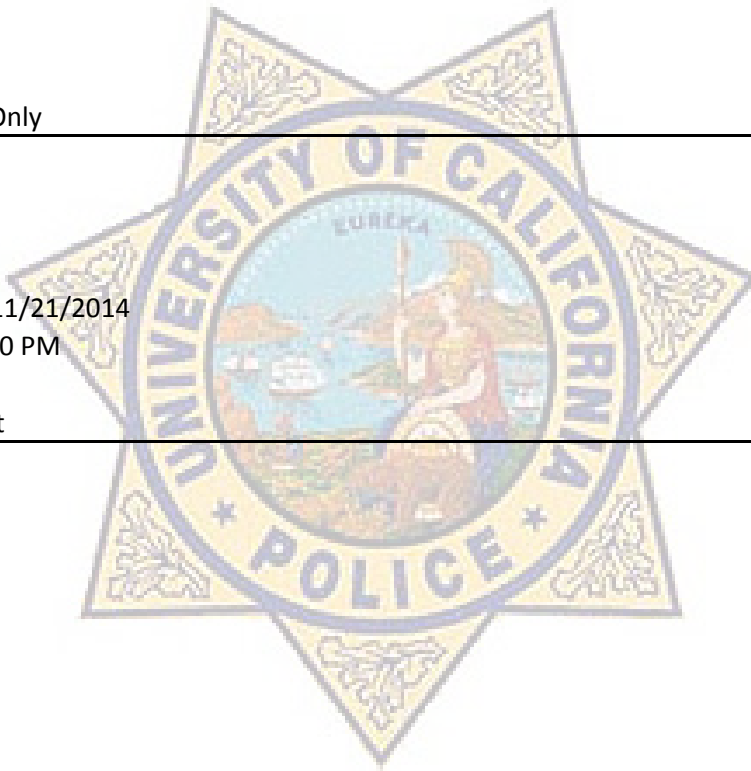 Only
UNIVERSITY OF CALIFORNIA
EUREKA
11/21/2014
0 PM
t
* POLICE *